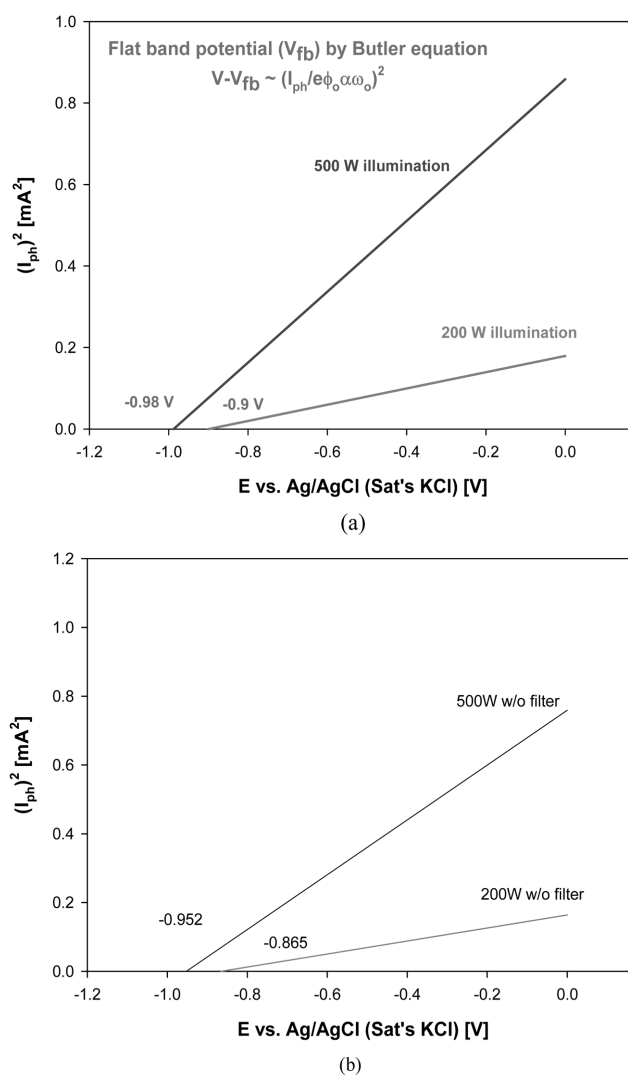 Flat band potential (Vfb) by Butler equation
V-Vfb ~ (Iph/eϕoαωo)2
500 W illumination
200 W illumination
-0.98 V
-0.9 V
(Iph)2 [mA2]
1.0
0.8
0.6
0.4
0.2
0.0
-1.2 -1.0 -0.8 -0.6 -0.4 -0.2 0.0
E vs. Ag/AgCl (Sat's KCl) [V]
(a)
500W w/o filter
200W w/o filter
-0.952
-0.865
(Iph)2 [mA2]
1.2
1.0
0.8
0.6
0.4
0.2
0.0
-1.2 -1.0 -0.8 -0.6 -0.4 -0.2 0.0
E vs. Ag/AgCl (Sat's KCl) [V]
(b)